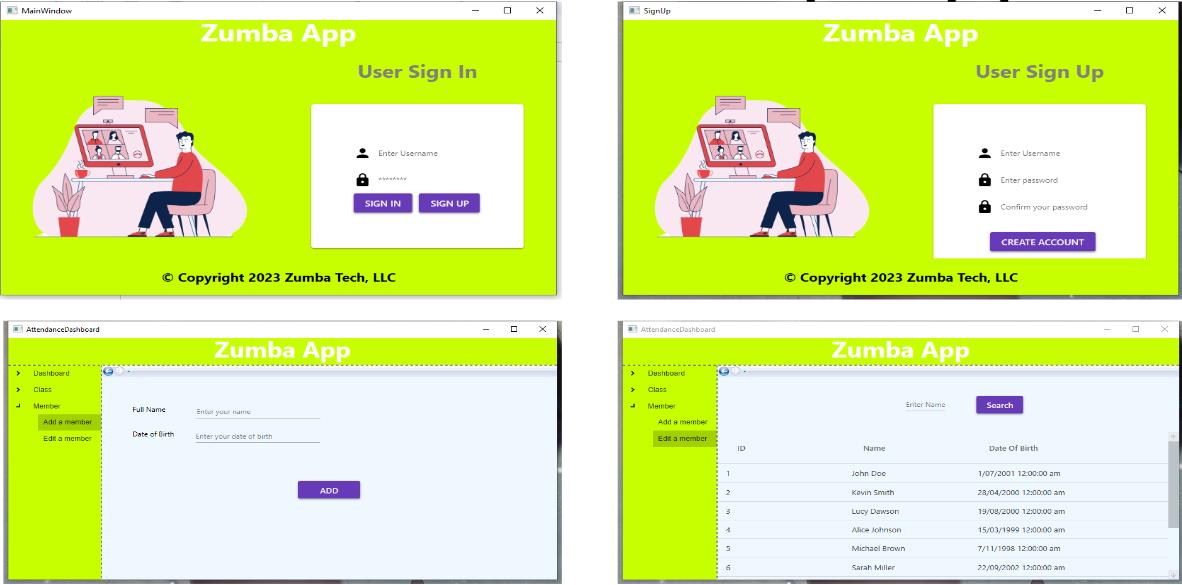 MainWindow
Zumba App
User Sign In
Enter Username
********
SIGN IN SIGN UP
© Copyright 2023 Zumba Tech, LLC
SignUp
Zumba App
User Sign Up
Enter Username
Enter password
Confirm your password
CREATE ACCOUNT
© Copyright 2023 Zumba Tech, LLC
AttendanceDashboard
Zumba App
Dashboard
Class
Member
Add a member
Edit a member
Full Name Enter your name
Date of Birth Enter your date of birth
ADD
AttendanceDashboard
Zumba App
Dashboard
Class
Member
Add a member
Edit a member
Enter Name Search
ID Name Date Of Birth
1 John Doe 1/07/2001 12:00:00 am
2 Kevin Smith 28/04/2000 12:00:00 am
3 Lucy Dawson 19/08/2000 12:00:00 am
4 Alice Johnson 15/03/1999 12:00:00 am
5 Michael Brown 7/11/1998 12:00:00 am
6 Sarah Miller 22/09/2002 12:00:00 am